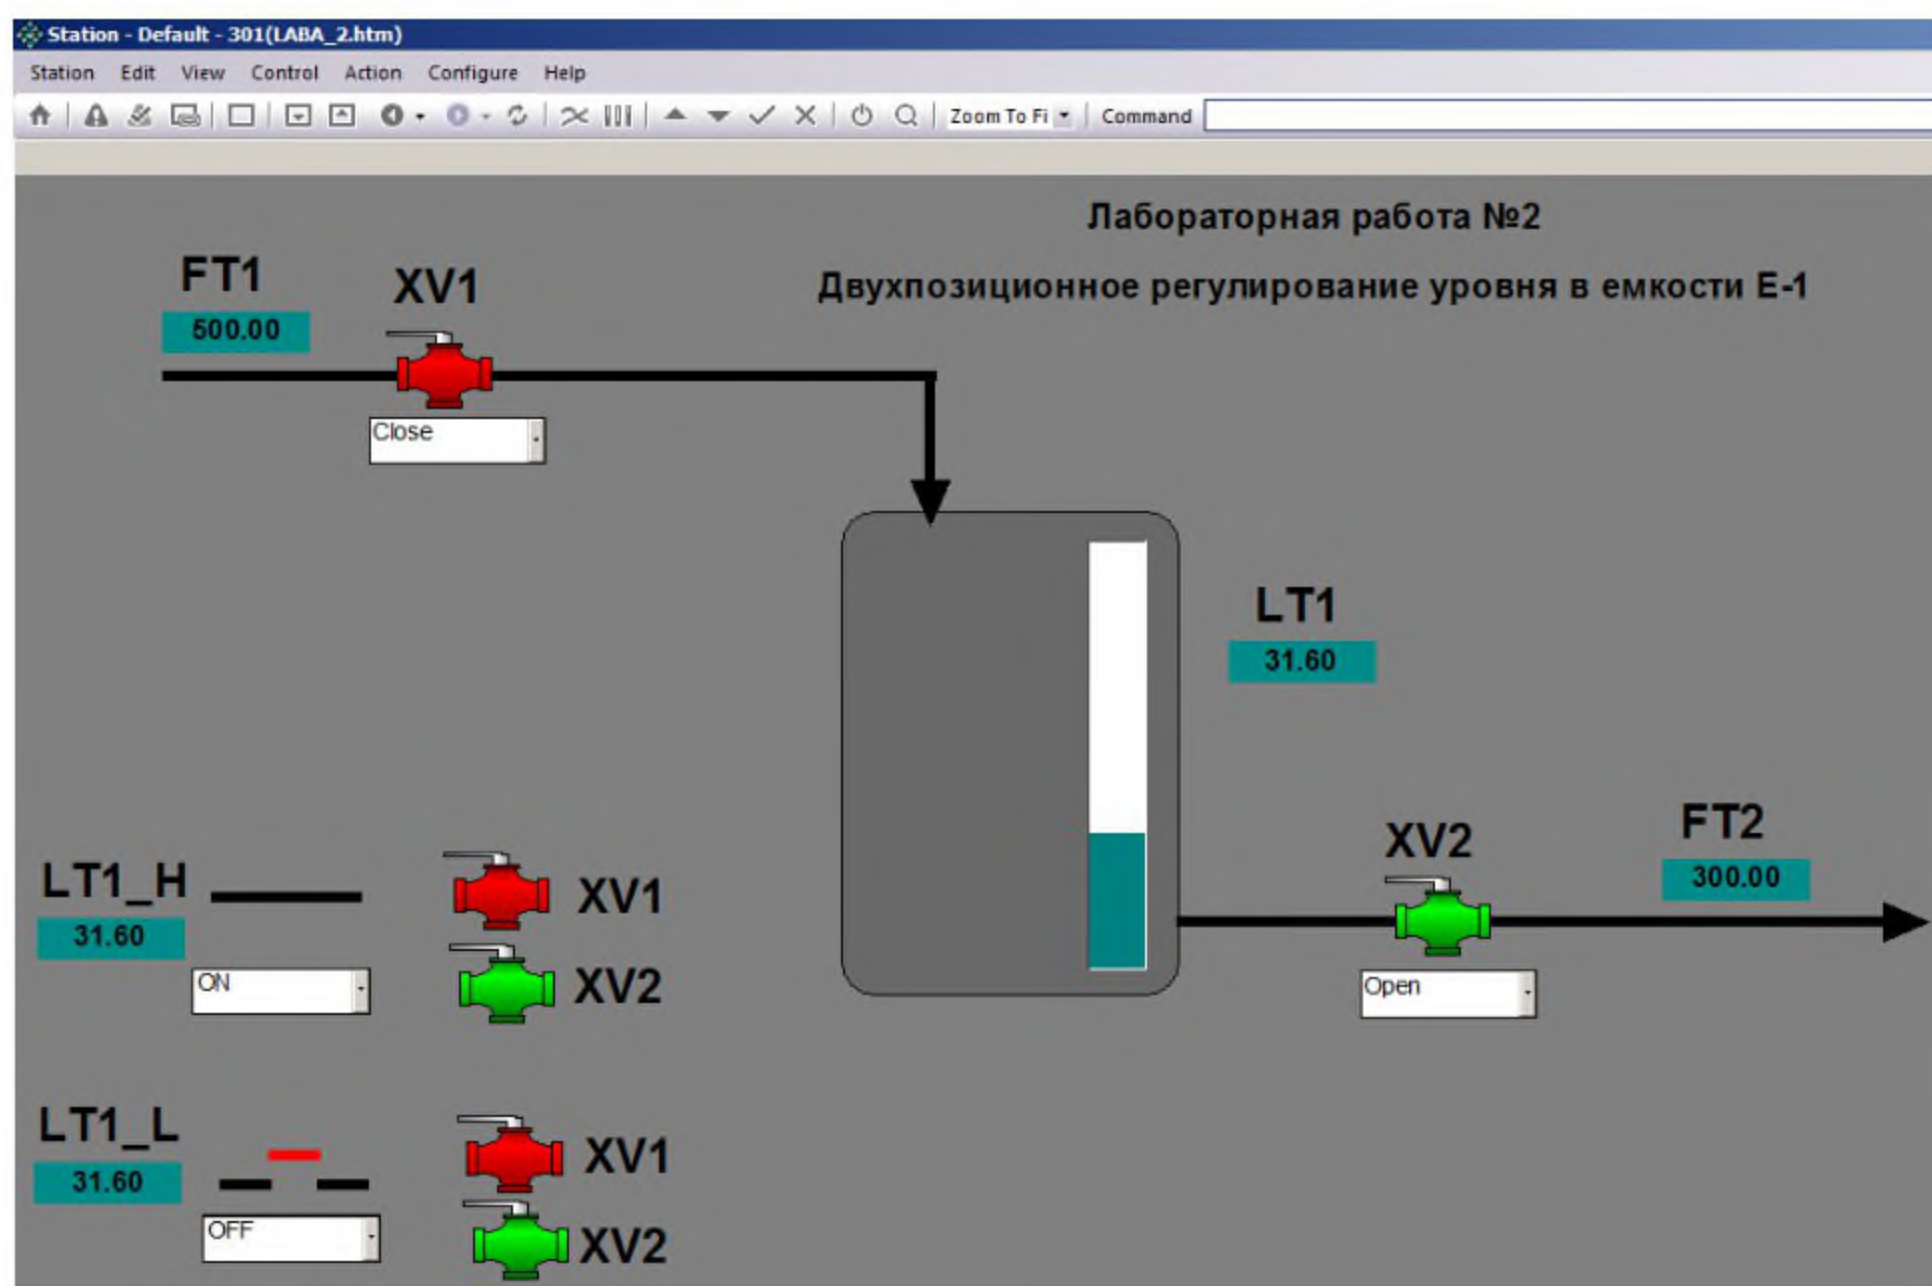 Station - Default - 301(LABA_2.htm)
Station Edit View Control Action Configure Help
Zoom To Fi Command
Лабораторная работа №2
Двухпозиционное регулирование уровня в емкости Е-1
FT1
500.00
XV1
Close
LT1
31.60
XV2
Open
FT2
300.00
LT1_H
31.60
ON
XV1
XV2
LT1_L
31.60
OFF
XV1
XV2